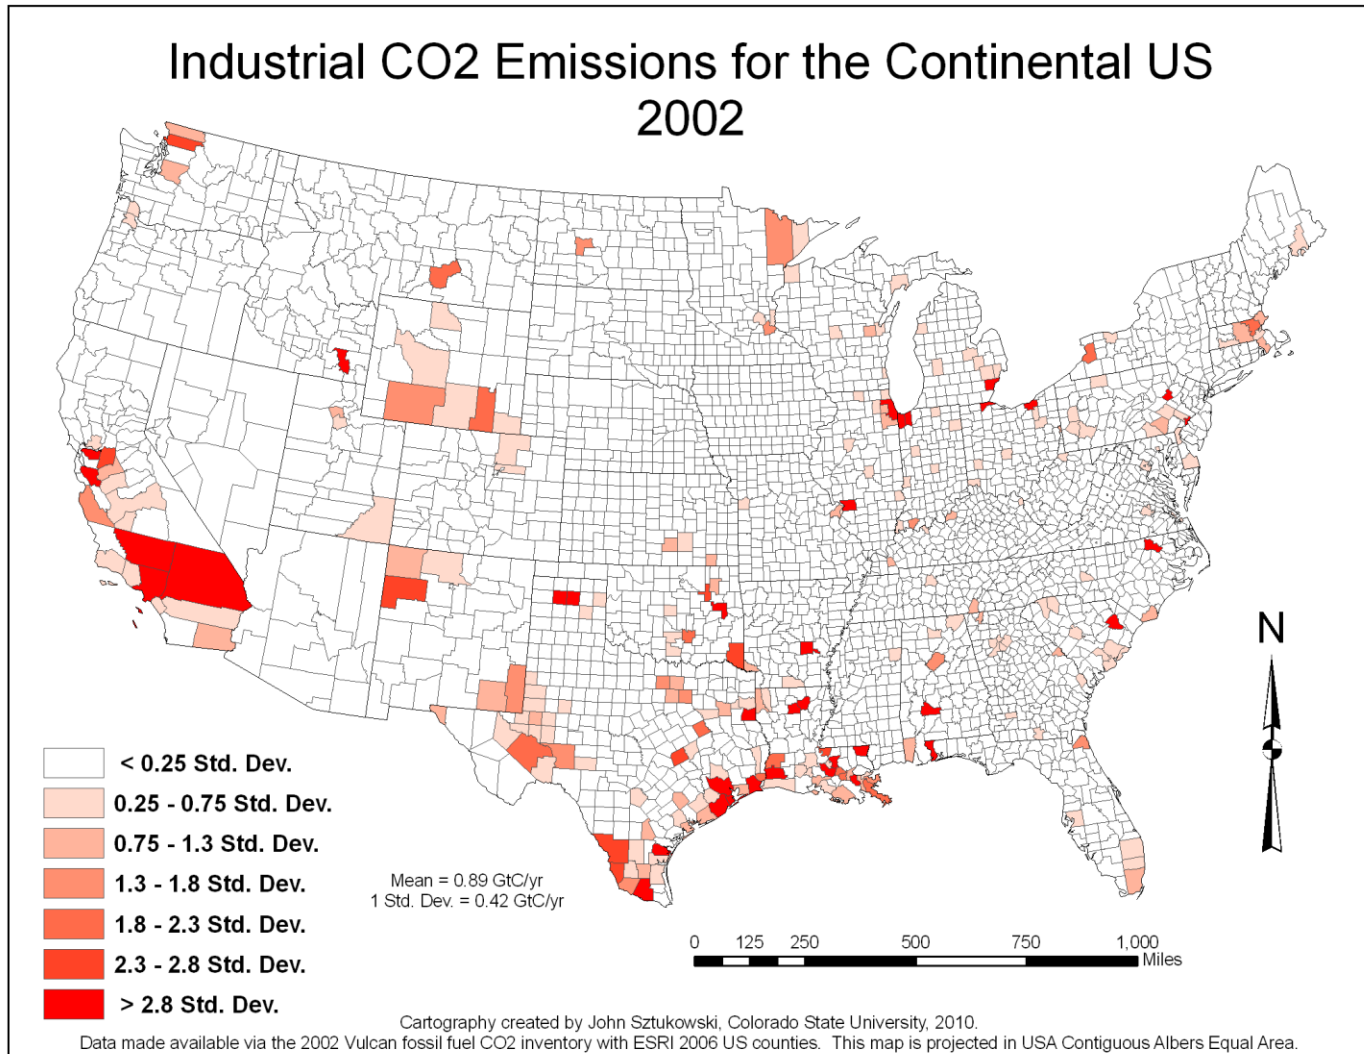 Industrial CO2 Emissions for the Continental US
2002
N
< 0.25 Std. Dev.
0.25 - 0.75 Std. Dev.
0.75 - 1.3 Std. Dev.
1.3 - 1.8 Std. Dev.
1.8 - 2.3 Std. Dev.
2.3 - 2.8 Std. Dev.
> 2.8 Std. Dev.
Mean = 0.89 GtC/yr
1 Std. Dev. = 0.42 GtC/yr
0 125 250 500 750 1,000
Miles
Cartography created by John Sztukowski, Colorado State University, 2010.
Data made available via the 2002 Vulcan fossil fuel CO2 inventory with ESRI 2006 US counties. This map is projected in USA Contiguous Albers Equal Area.